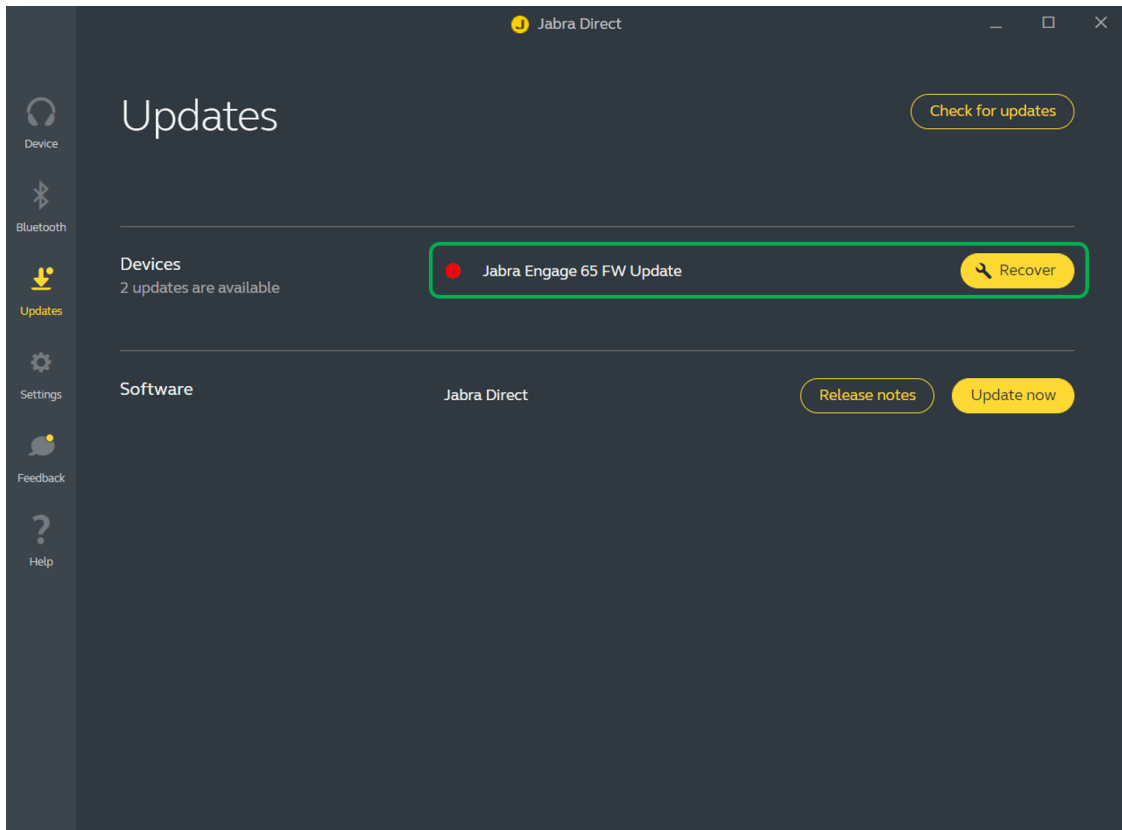 Jabra Direct
Device
Bluetooth
Updates
Settings
Feedback
Help
Updates
Check for updates
Devices
2 updates are available
Jabra Engage 65 FW Update
Recover
Software
Jabra Direct
Release notes
Update now